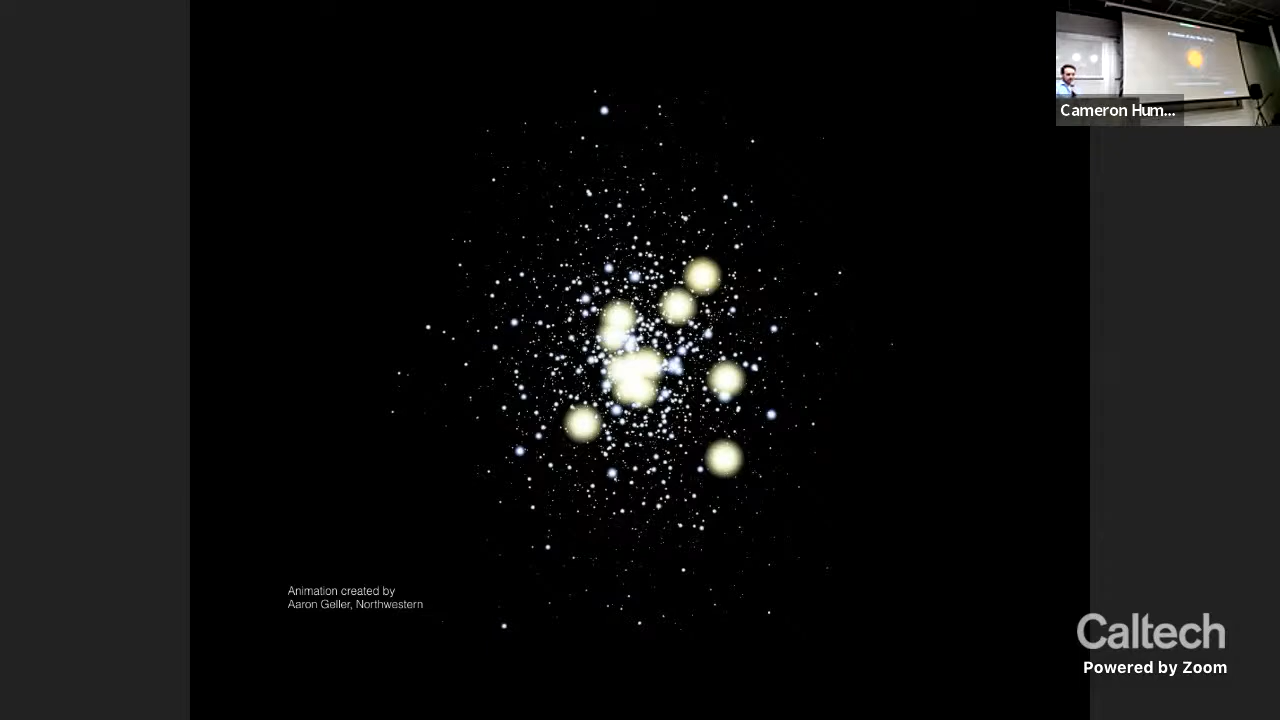 Cameron Hum...
Animation created by
Aaron Geller, Northwestern
Caltech
Powered by Zoom